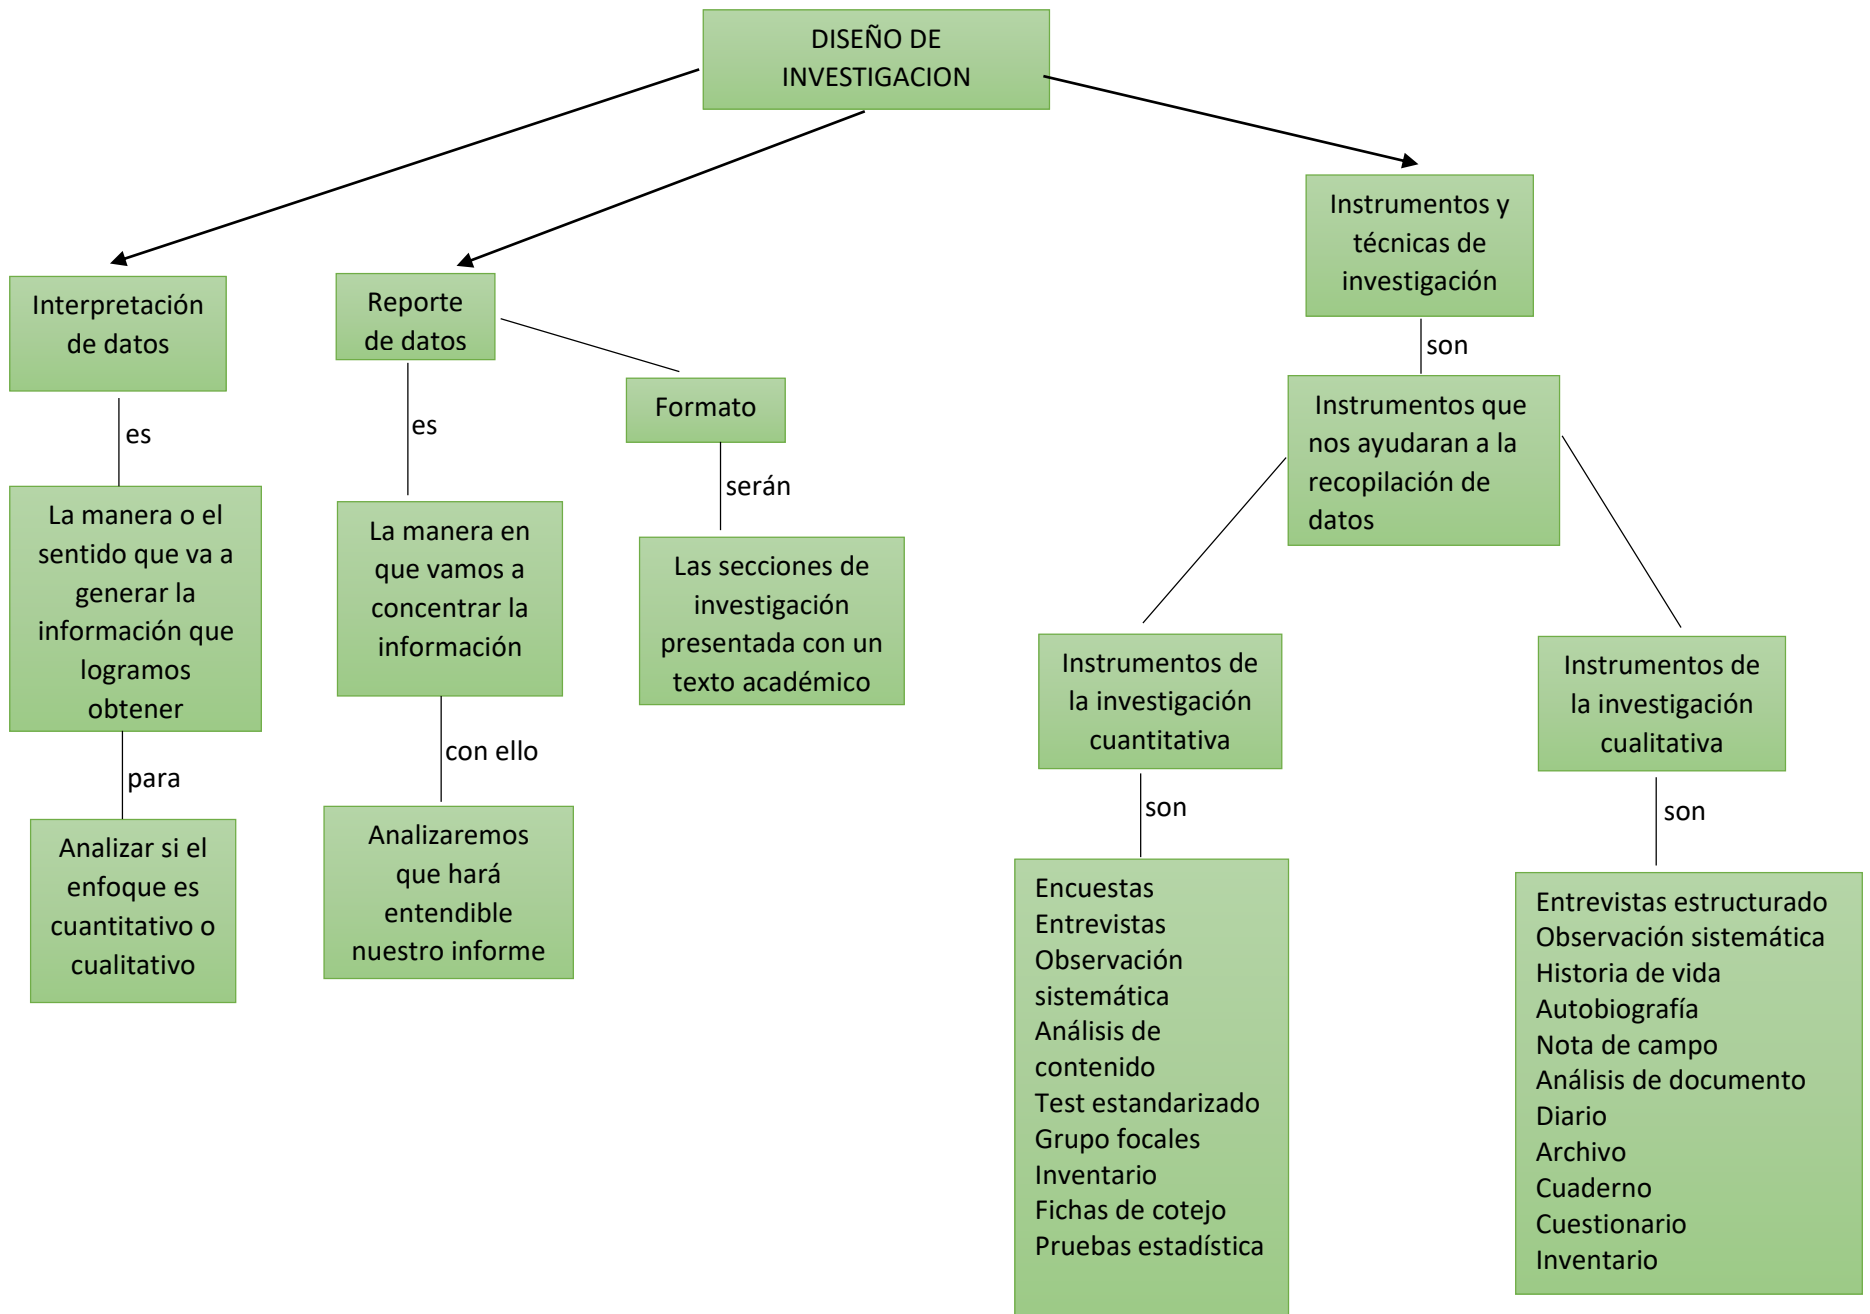 DISEÑO DE
INVESTIGACION
Instrumentos y
técnicas de
investigación
Interpretación
de datos
Reporte
de datos
son
Formato
Instrumentos que
nos ayudaran a la
recopilación de
datos
es
es
serán
La manera o el
sentido que va a
generar la
información que
logramos
obtener
La manera en
que vamos a
concentrar la
información
Las secciones de
investigación
presentada con un
texto académico
Instrumentos de
la investigación
cuantitativa
Instrumentos de
la investigación
cualitativa
para
con ello
son
son
Analizar si el
enfoque es
cuantitativo o
cualitativo
Analizaremos
que hará
entendible
nuestro informe
Encuestas
Entrevistas
Observación
sistemática
Análisis de
contenido
Test estandarizado
Grupo focales
Inventario
Fichas de cotejo
Pruebas estadística
Entrevistas estructurado
Observación sistemática
Historia de vida
Autobiografía
Nota de campo
Análisis de documento
Diario
Archivo
Cuaderno
Cuestionario
Inventario